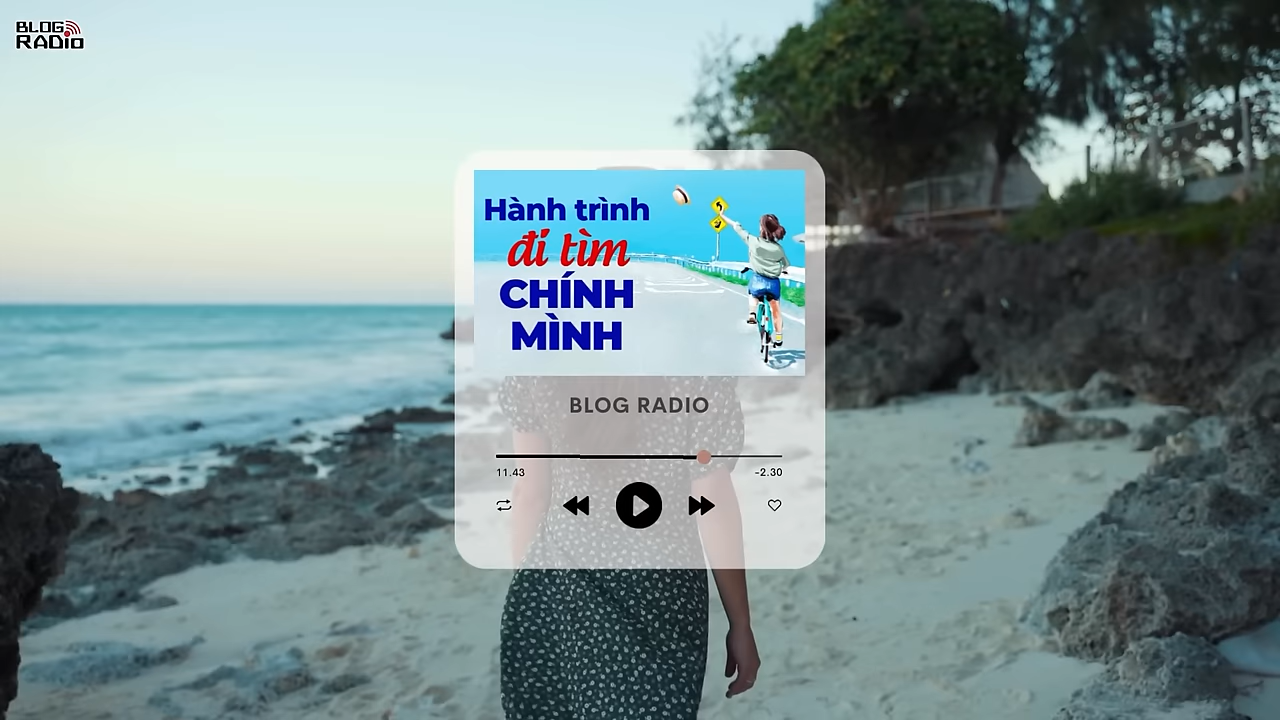 BLOG
RADIO
Hành trình
đi tìm
CHÍNH
MÌNH
BLOG RADIO
11.43
-2.30